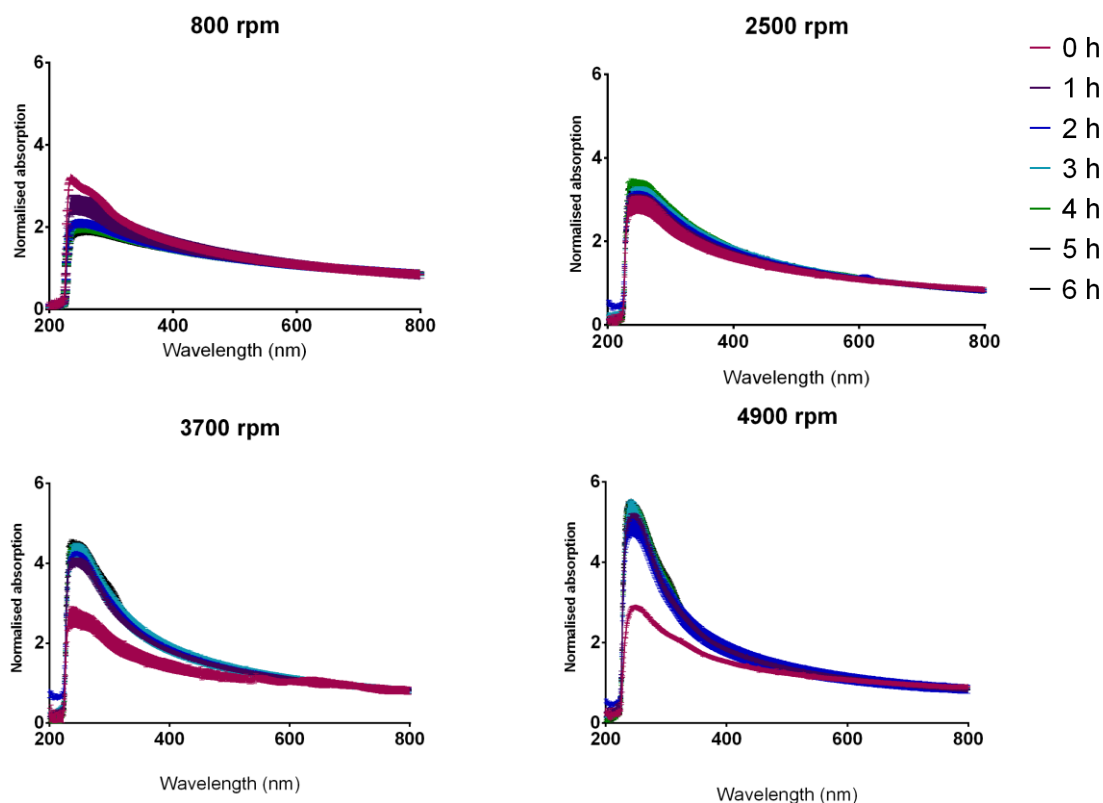 800 rpm
6
4
2
0
200
400
600
800
Normalised absorption
Wavelength (nm)
2500 rpm
6
4
2
0
200
400
600
800
Normalised absorption
Wavelength (nm)
0 h
1 h
2 h
3 h
4 h
5 h
6 h
3700 rpm
6
4
2
0
200
400
600
800
Normalised absorption
Wavelength (nm)
4900 rpm
6
4
2
0
200
400
600
800
Normalised absorption
Wavelength (nm)